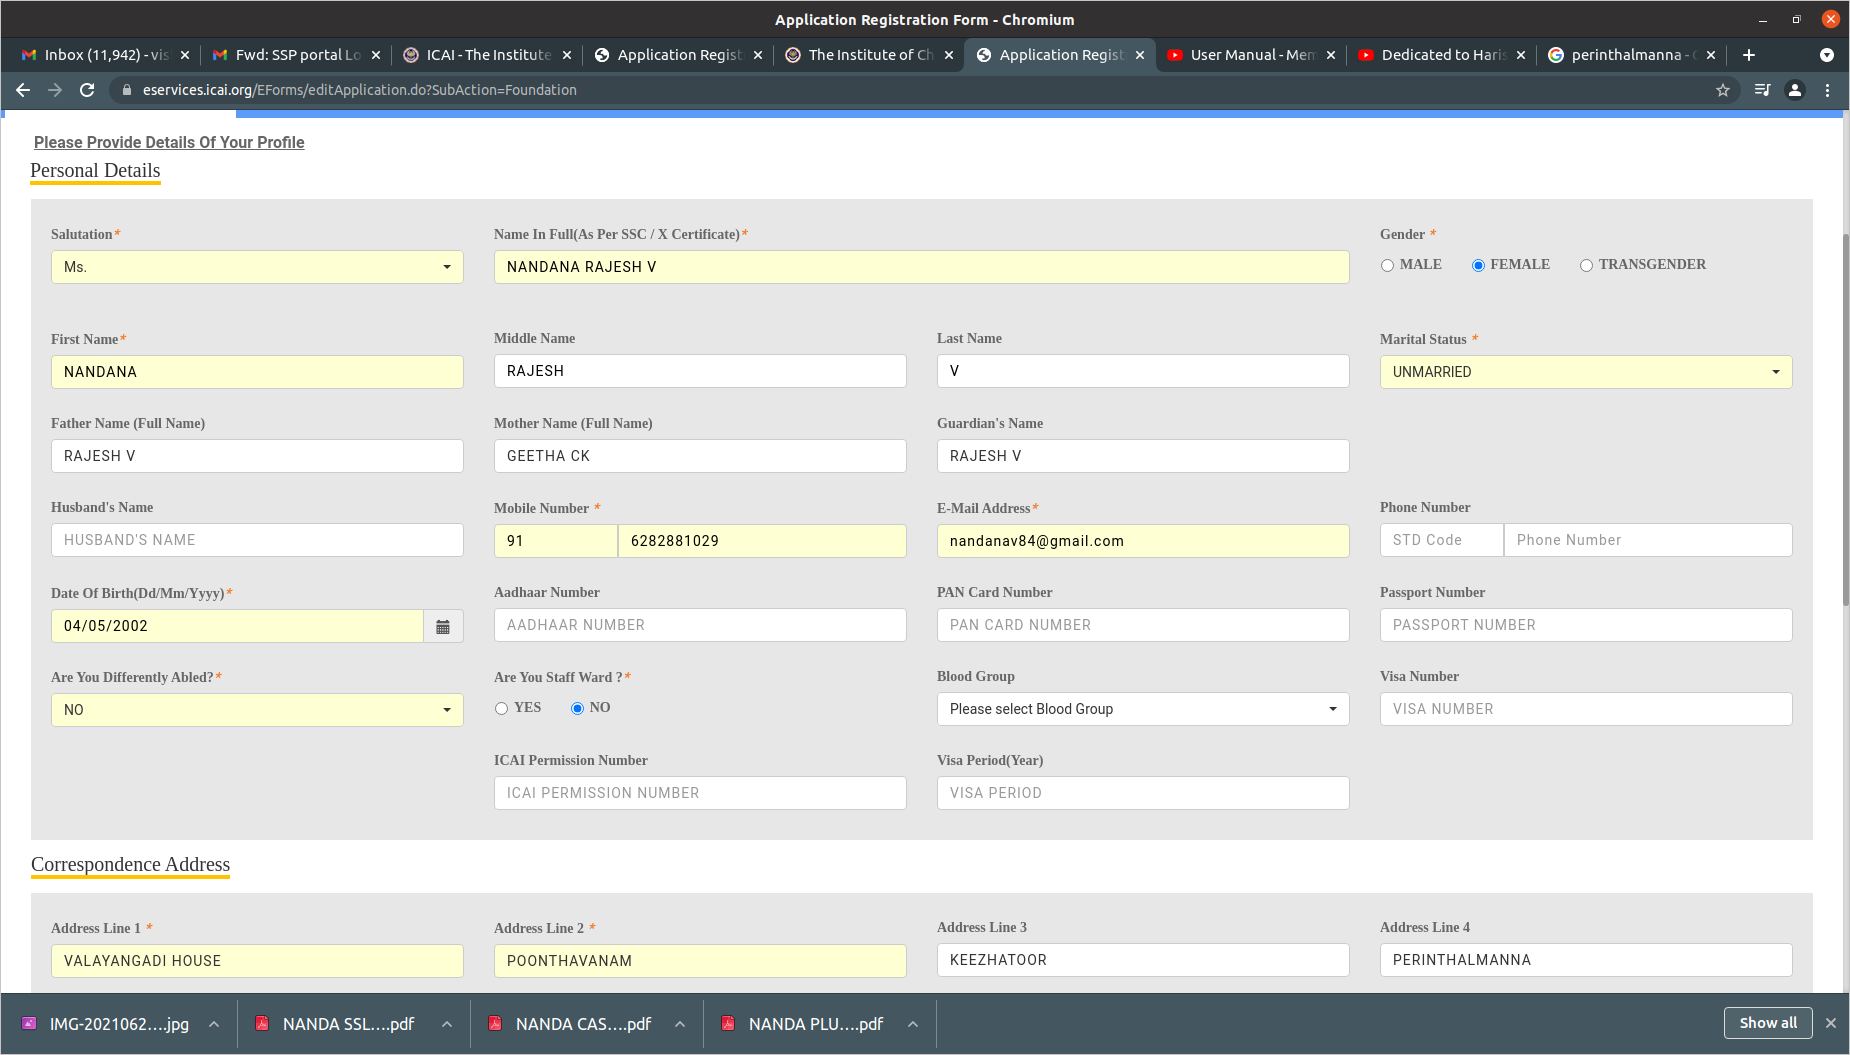 Application Registration Form - Chromium
Inbox (11,942) - vis
Fwd: SSP portal Lo
ICAI - The Institute
Application Regist
The Institute of Ch
Application Regist
User Manual - Mem
Dedicated to Haris
perinthalmanna -
eservices.icai.org/EForms/editApplication.do?SubAction=Foundation
Please Provide Details Of Your Profile
Personal Details
Salutation* Name In Full(As Per SSC / X Certificate)* Gender *
Ms. NANDANA RAJESH V MALE FEMALE TRANSGENDER
First Name* Middle Name Last Name Marital Status *
NANDANA RAJESH V UNMARRIED
Father Name (Full Name) Mother Name (Full Name) Guardian's Name
RAJESH V GEETHA CK RAJESH V
Husband's Name Mobile Number * E-Mail Address* Phone Number
HUSBAND'S NAME 91 6282881029 nandanav84@gmail.com STD Code Phone Number
Date Of Birth(Dd/Mm/Yyyy)* Aadhaar Number PAN Card Number Passport Number
04/05/2002 AADHAAR NUMBER PAN CARD NUMBER PASSPORT NUMBER
Are You Differently Abled?* Are You Staff Ward ?* Blood Group Visa Number
NO YES NO Please select Blood Group VISA NUMBER
ICAI Permission Number Visa Period(Year)
ICAI PERMISSION NUMBER VISA PERIOD
Correspondence Address
Address Line 1 * Address Line 2 * Address Line 3 Address Line 4
VALAYANGADI HOUSE POONTHAVANAM KEEZHATOOR PERINTHALMANNA
IMG-2021062....jpg NANDA SSL....pdf NANDA CAS....pdf NANDA PLU....pdf Show all